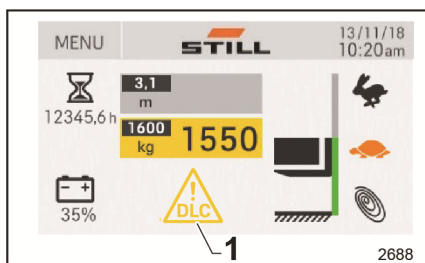 MENU
STILL
13/11/18
10:20am
12345,6 h
3,1
m
1600
kg
1550
- +
35%
DLC
1
2688